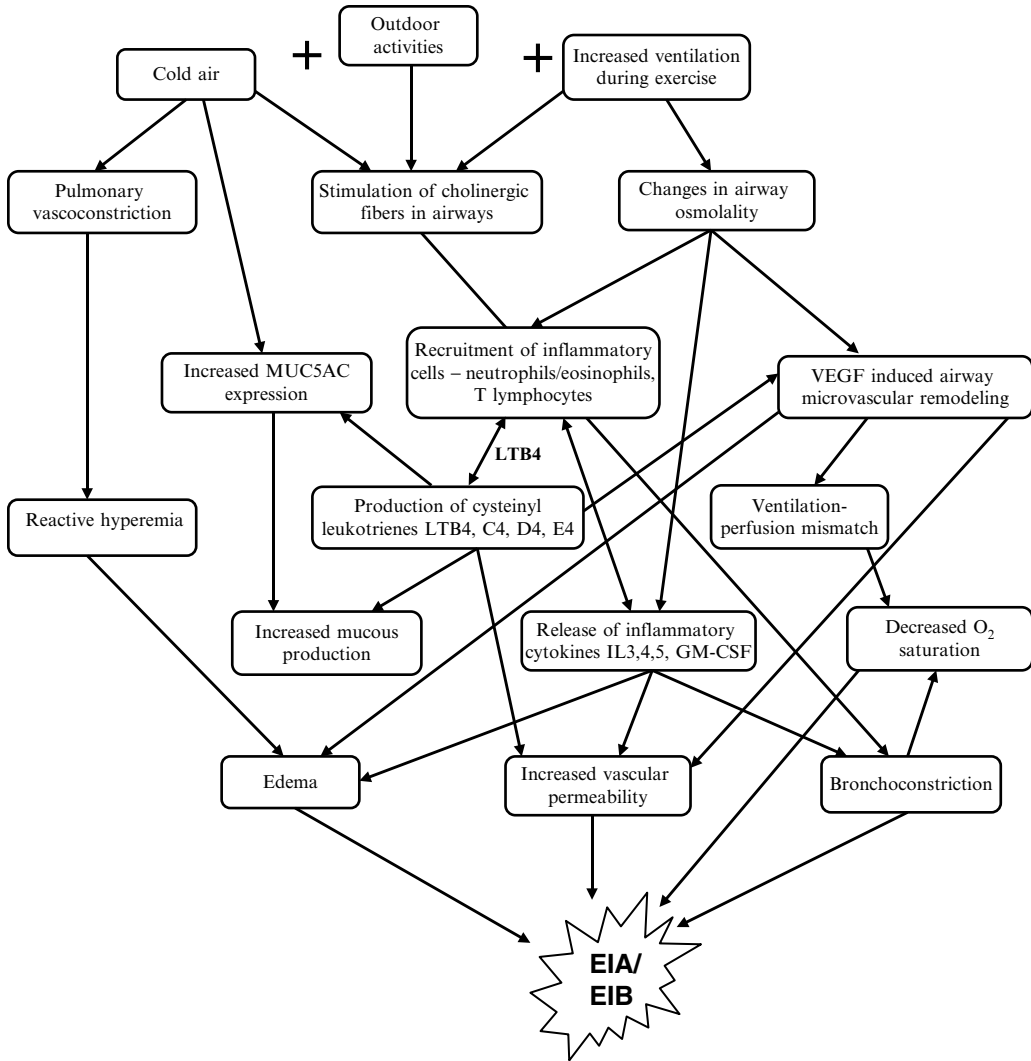 Outdoor
activities
+
+
Cold air
Increased ventilation
during exercise
Pulmonary
vascoconstriction
Stimulation of cholinergic
fibers in airways
Changes in airway
osmolality
Increased MUC5AC
expression
Recruitment of inflammatory
cells – neutrophils/eosinophils,
T lymphocytes
VEGF induced airway
microvascular remodeling
LTB4
Reactive hyperemia
Production of cysteinyl
leukotrienes LTB4, C4, D4, E4
Ventilation-
perfusion mismatch
Increased mucous
production
Release of inflammatory
cytokines IL3,4,5, GM-CSF
Decreased O₂
saturation
Edema
Increased vascular
permeability
Bronchoconstriction
EIA/
EIB